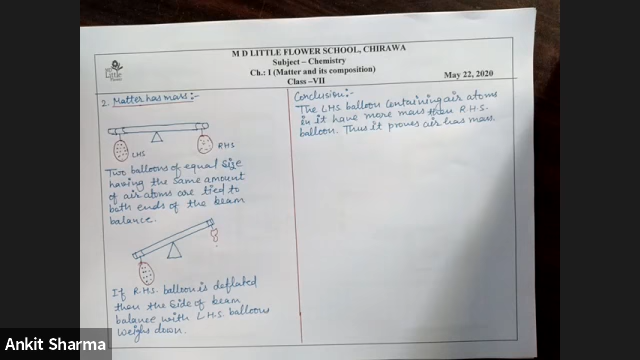 M D LITTLE FLOWER SCHOOL, CHIRAWA
Subject – Chemistry
Ch.: 1 (Matter and its composition)
Class –VII
May 22, 2020
Little
2. Matter has mass:-
LHS
RHS
Two balloons of equal size
having the same amount
of air atoms are tied to
both ends of the beam
balance.
If R.H.S. balloon is deflated
then the side of beam
balance with L.H.S. balloons
weighs down.
Conclusion:-
The LHS balloon containing air atoms
in it have more mass then R.H.S.
balloon. Thus it proves air has mass.
Ankit Sharma